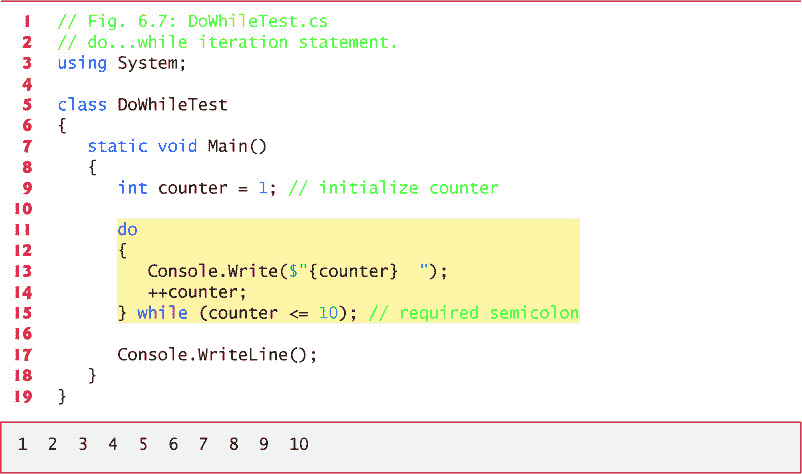 1 // Fig. 6.7: DoWhileTest.cs
2 // do...while iteration statement.
3 using System;
4
5 class DoWhileTest
6 {
7    static void Main()
8    {
9       int counter = 1; // initialize counter
10
11       do
12       {
13          Console.Write($"{counter}  ");
14          ++counter;
15       } while (counter <= 10); // required semicolon
16
17       Console.WriteLine();
18    }
19 }
1  2  3  4  5  6  7  8  9  10